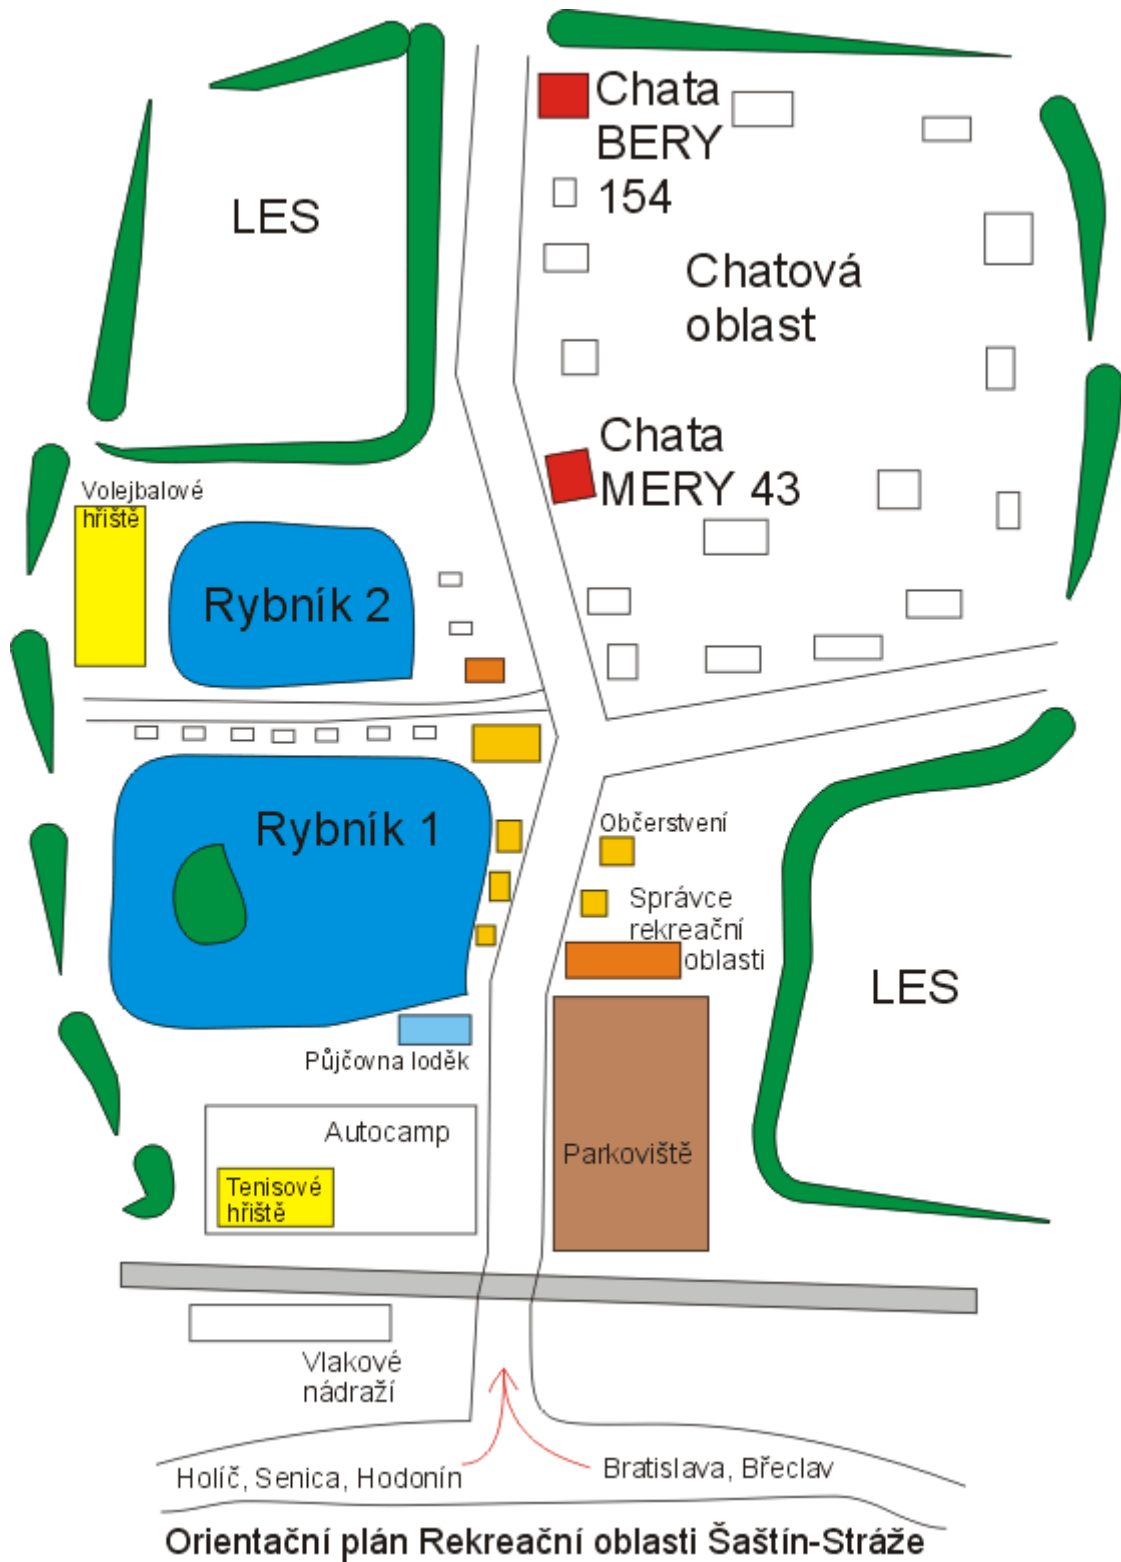 Chata
BERY
154
LES
Chatová
oblast
Chata
MERY 43
Volejbalové
hřiště
Rybník 2
Rybník 1
Občerstvení
Správce
rekreační
oblasti
LES
Půjčovna loděk
Autocamp
Parkoviště
Tenisové
hřiště
Vlakové
nádraží
Holíč, Senica, Hodonín
Bratislava, Břeclav
Orientační plán Rekreační oblasti Šaštín-Stráže